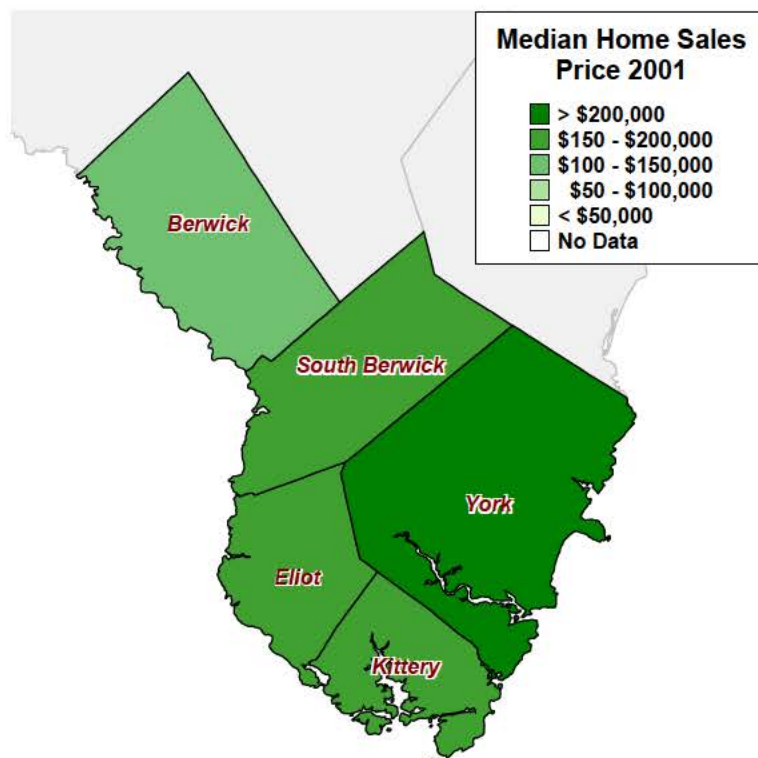 Median Home Sales
Price 2001
> $200,000
$150 - $200,000
$100 - $150,000
$50 - $100,000
< $50,000
No Data
Berwick
South Berwick
York
Eliot
Kittery